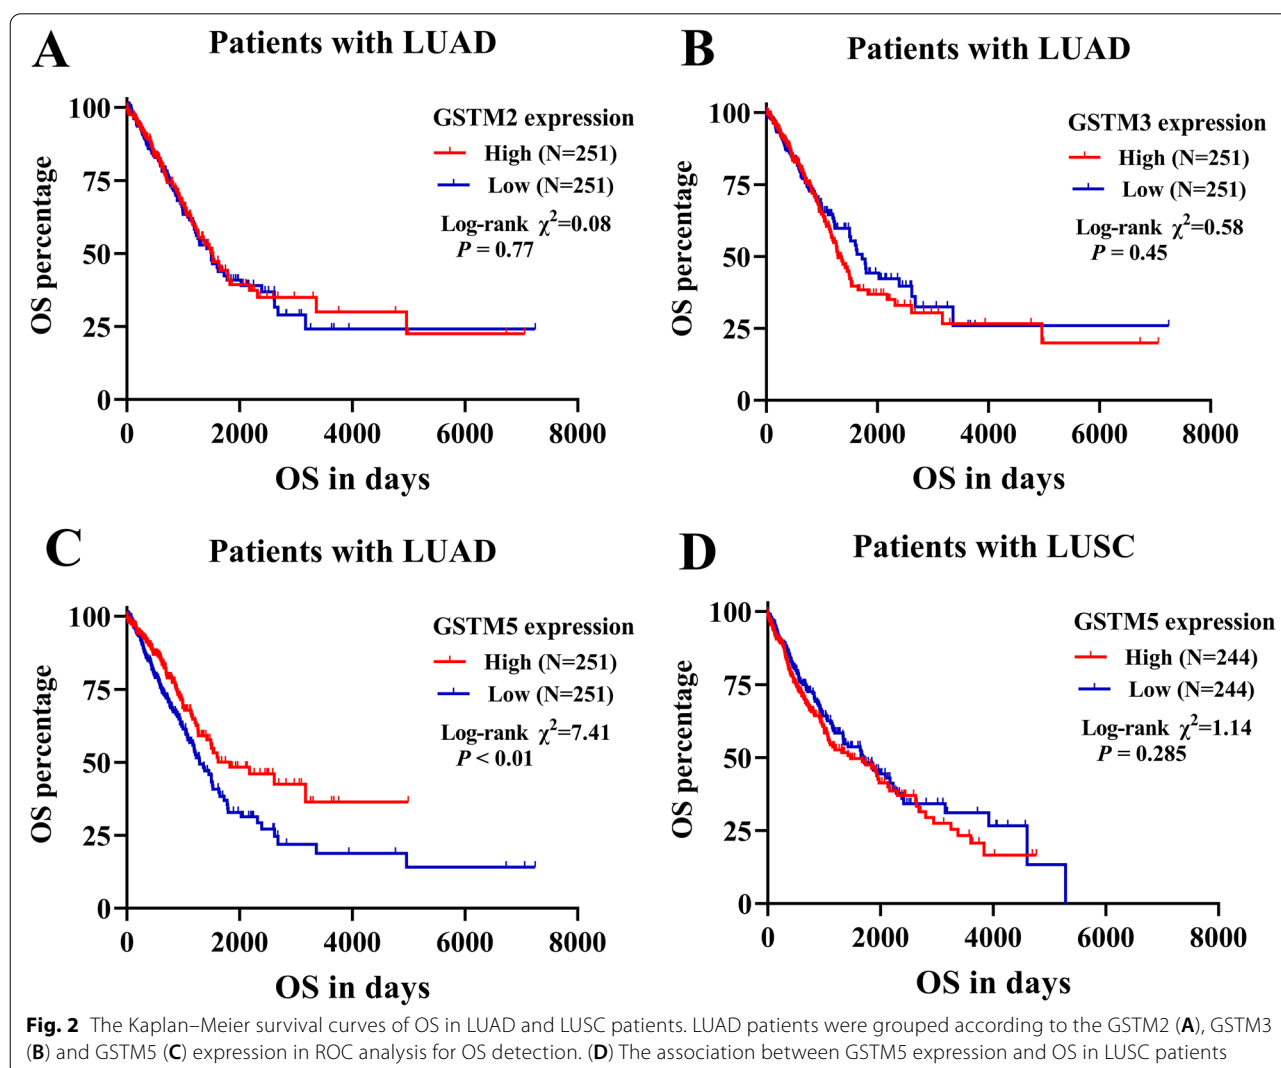 A
Patients with LUAD
100
75
50
25
0
OS percentage
GSTM2 expression
High (N=251)
Low (N=251)
Log-rank χ²=0.08
P = 0.77
0 2000 4000 6000 8000
OS in days
B
Patients with LUAD
100
75
50
25
0
OS percentage
GSTM3 expression
High (N=251)
Low (N=251)
Log-rank χ²=0.58
P = 0.45
0 2000 4000 6000 8000
OS in days
C
Patients with LUAD
100
75
50
25
0
OS percentage
GSTM5 expression
High (N=251)
Low (N=251)
Log-rank χ²=7.41
P < 0.01
0 2000 4000 6000 8000
OS in days
D
Patients with LUSC
100
75
50
25
0
OS percentage
GSTM5 expression
High (N=244)
Low (N=244)
Log-rank χ²=1.14
P = 0.285
0 2000 4000 6000 8000
OS in days
Fig. 2 The Kaplan–Meier survival curves of OS in LUAD and LUSC patients. LUAD patients were grouped according to the GSTM2 (A), GSTM3
(B) and GSTM5 (C) expression in ROC analysis for OS detection. (D) The association between GSTM5 expression and OS in LUSC patients